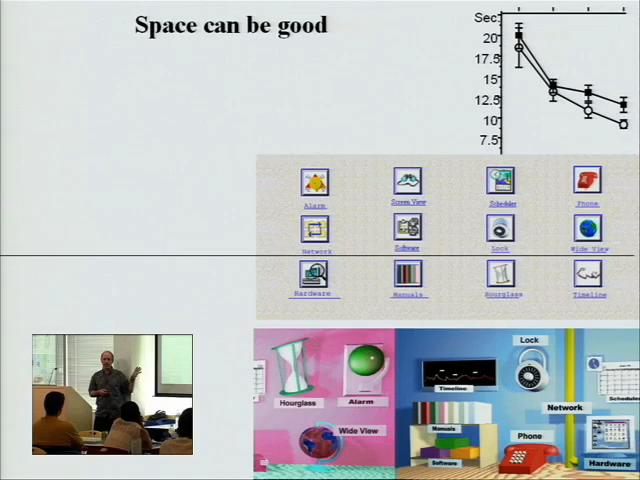 Space can be good
Sec
20
17.5
15
12.5
10
7.5
Alarm
Screen View
Scheduler
Phone
Network
Software
Lock
Wide View
Hardware
Manuals
Hourglass
Timeline
Lock
Timeline
Scheduler
Hourglass
Alarm
Network
Manuals
Wide View
Phone
Software
Hardware